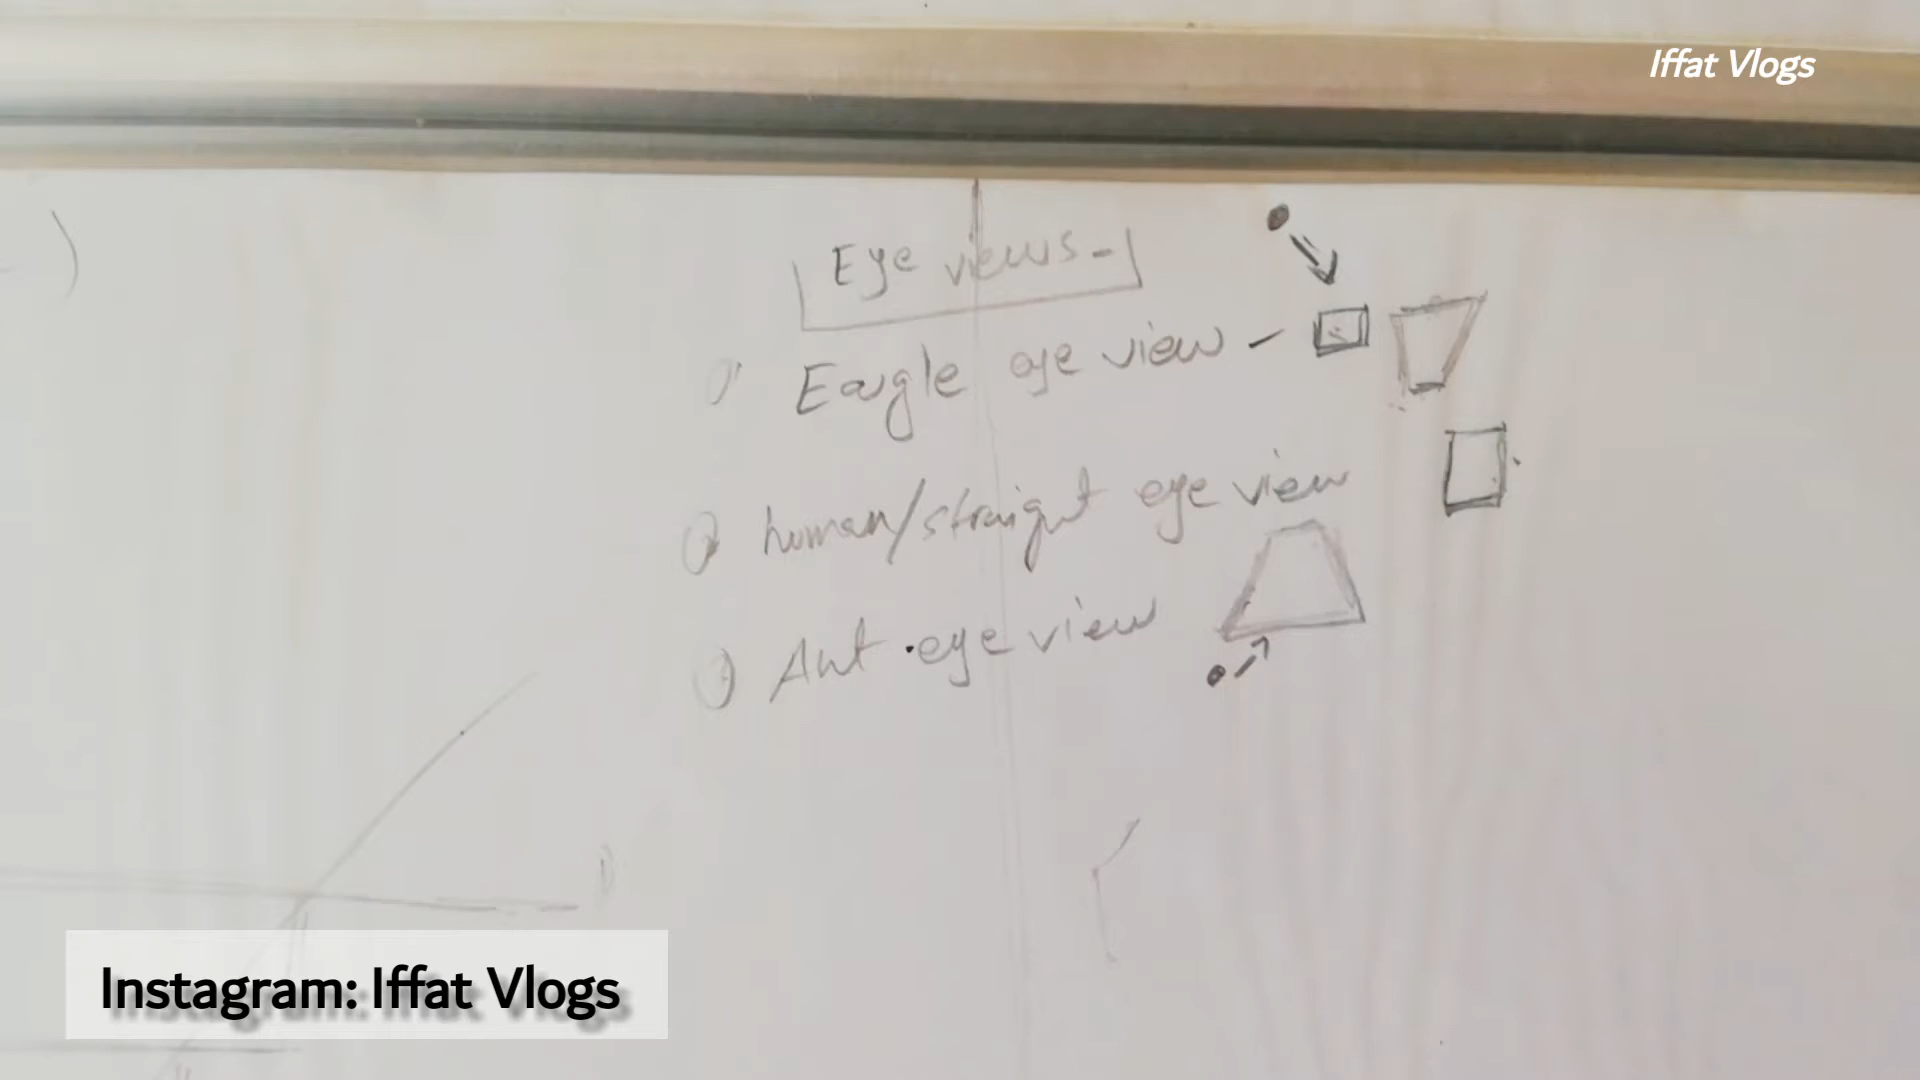 Iffat Vlogs
Eye views-
1) Eagle eye view -
2) human/straight eye view
3) Ant eye view
Instagram: Iffat Vlogs